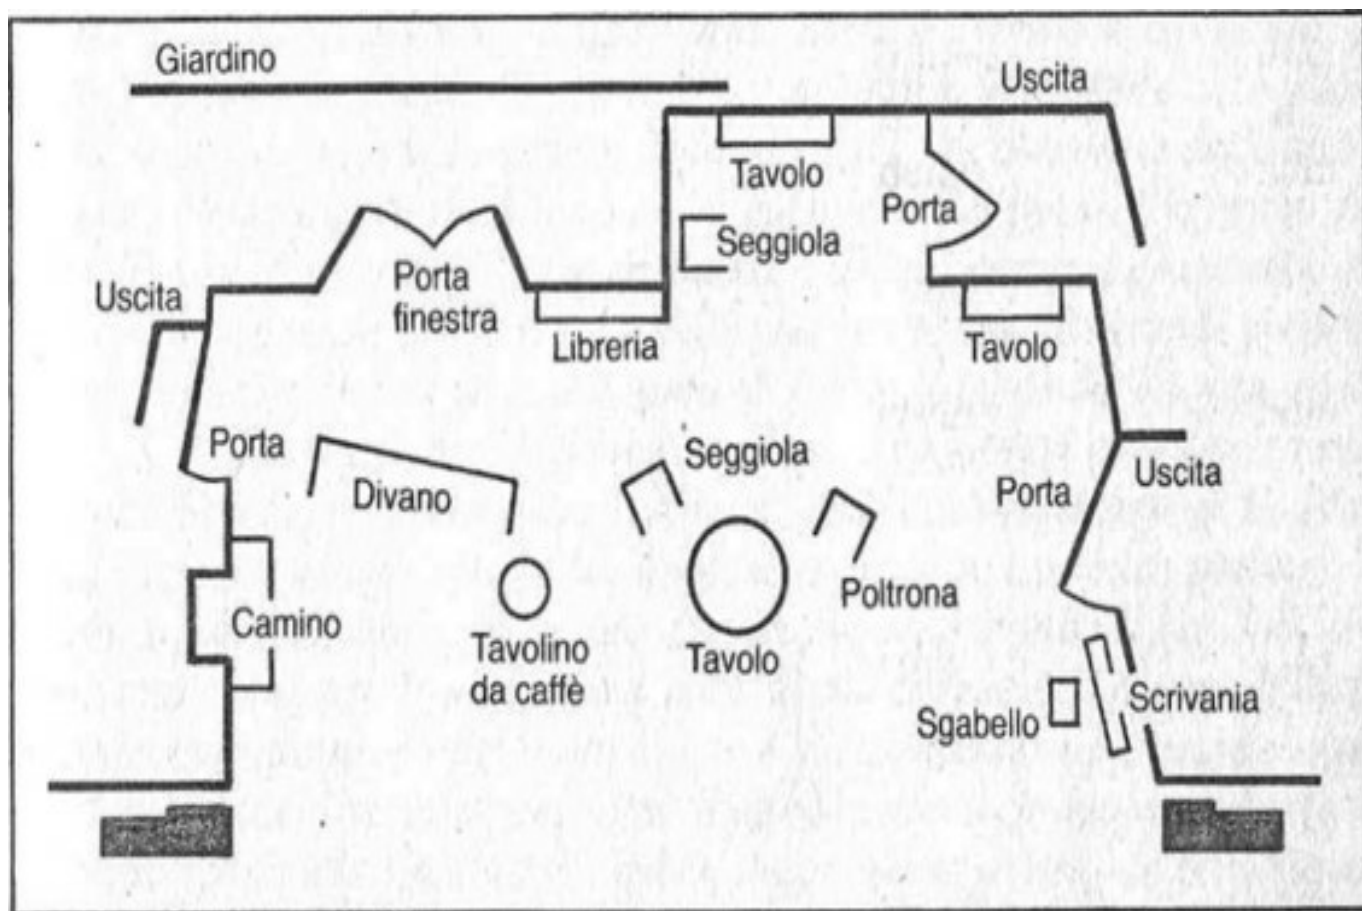 Giardino
Uscita
Tavolo
Porta
Seggiola
Uscita
Porta
finestra
Libreria
Tavolo
Porta
Divano
Seggiola
Porta
Uscita
Camino
Tavolino
da caffè
Tavolo
Poltrona
Sgabello
Scrivania